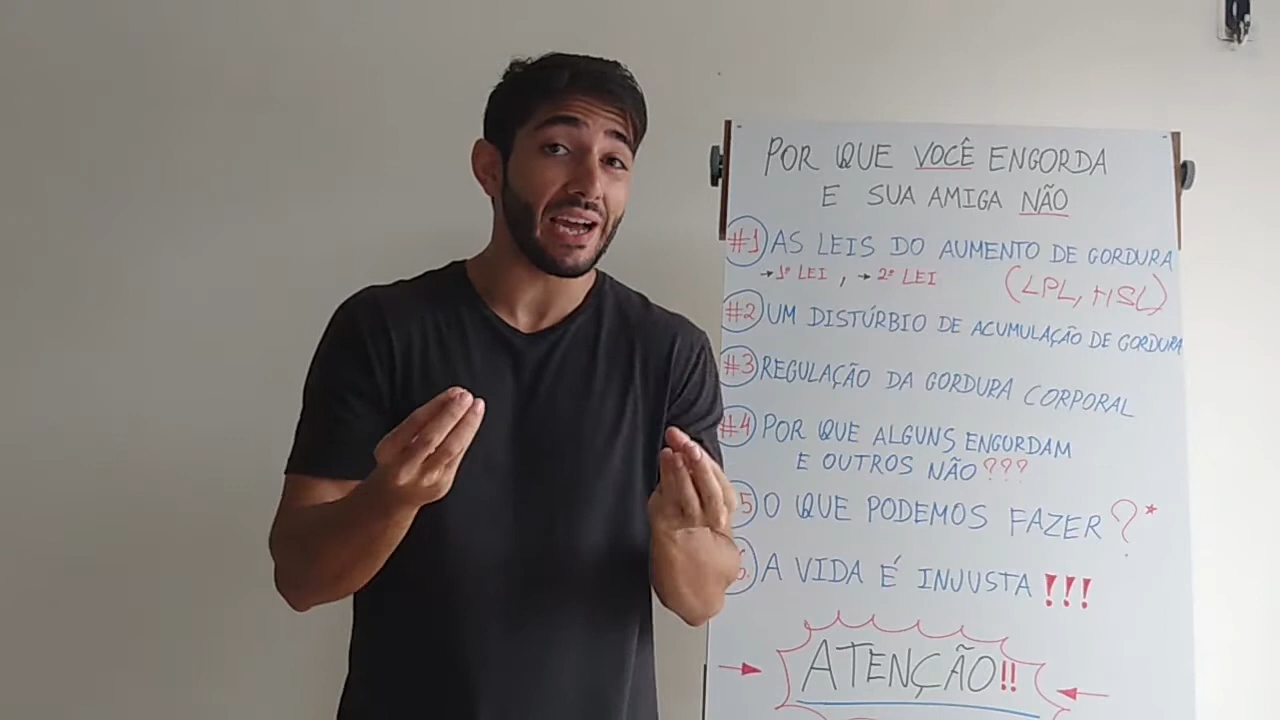 POR QUE VOCÊ ENGORDA
E SUA AMIGA NÃO
#1 AS LEIS DO AUMENTO DE GORDURA
→ 1ª LEI , → 2ª LEI (LPL, HSL)
#2 UM DISTÚRBIO DE ACUMULAÇÃO DE GORDURA
#3 REGULAÇÃO DA GORDURA CORPORAL
#4 POR QUE ALGUNS ENGORDAM
E OUTROS NÃO ???
5 O QUE PODEMOS FAZER ?*
6. A VIDA É INJUSTA !!!
ATENÇÃO!!